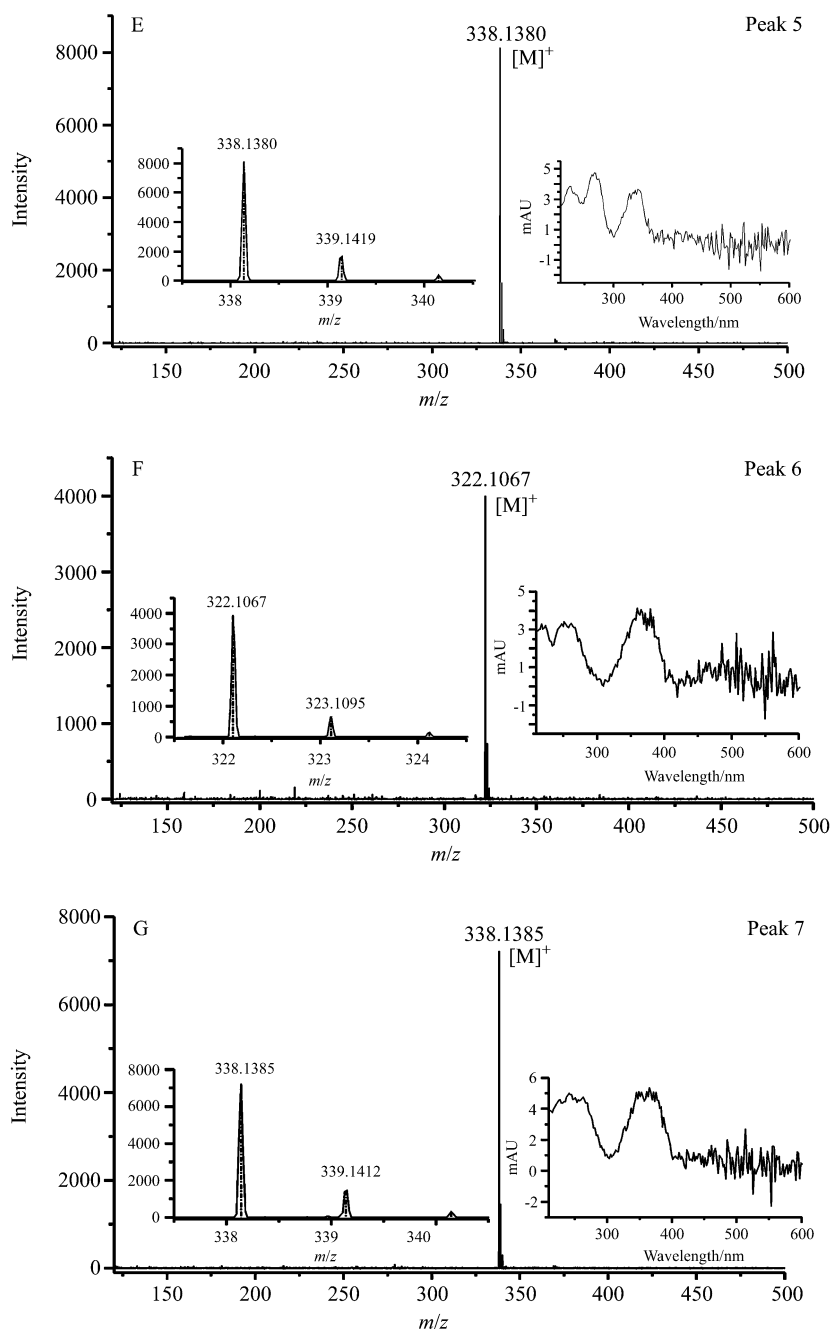 E
Peak 5
338.1380
[M]+
8000
6000
4000
2000
0
Intensity
338.1380
339.1419
8000
6000
4000
2000
0
338 339 340
m/z
5
3
1
-1
mAU
300 400 500 600
Wavelength/nm
150 200 250 300 350 400 450 500
m/z
F
Peak 6
322.1067
[M]+
4000
3000
2000
1000
0
Intensity
322.1067
323.1095
4000
3000
2000
1000
0
322 323 324
m/z
5
3
1
-1
mAU
300 400 500 600
Wavelength/nm
150 200 250 300 350 400 450 500
m/z
G
Peak 7
338.1385
[M]+
8000
6000
4000
2000
0
Intensity
338.1385
339.1412
8000
6000
4000
2000
0
338 339 340
m/z
6
4
2
0
-2
mAU
300 400 500 600
Wavelength/nm
150 200 250 300 350 400 450 500
m/z